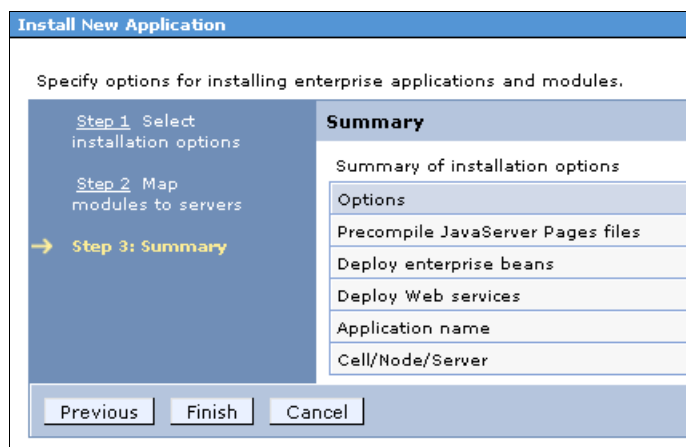 Install New Application
Specify options for installing enterprise applications and modules.
Step 1 Select
installation options
Step 2 Map
modules to servers
Step 3: Summary
Summary
Summary of installation options
Options
Precompile JavaServer Pages files
Deploy enterprise beans
Deploy Web services
Application name
Cell/Node/Server
Previous Finish Cancel